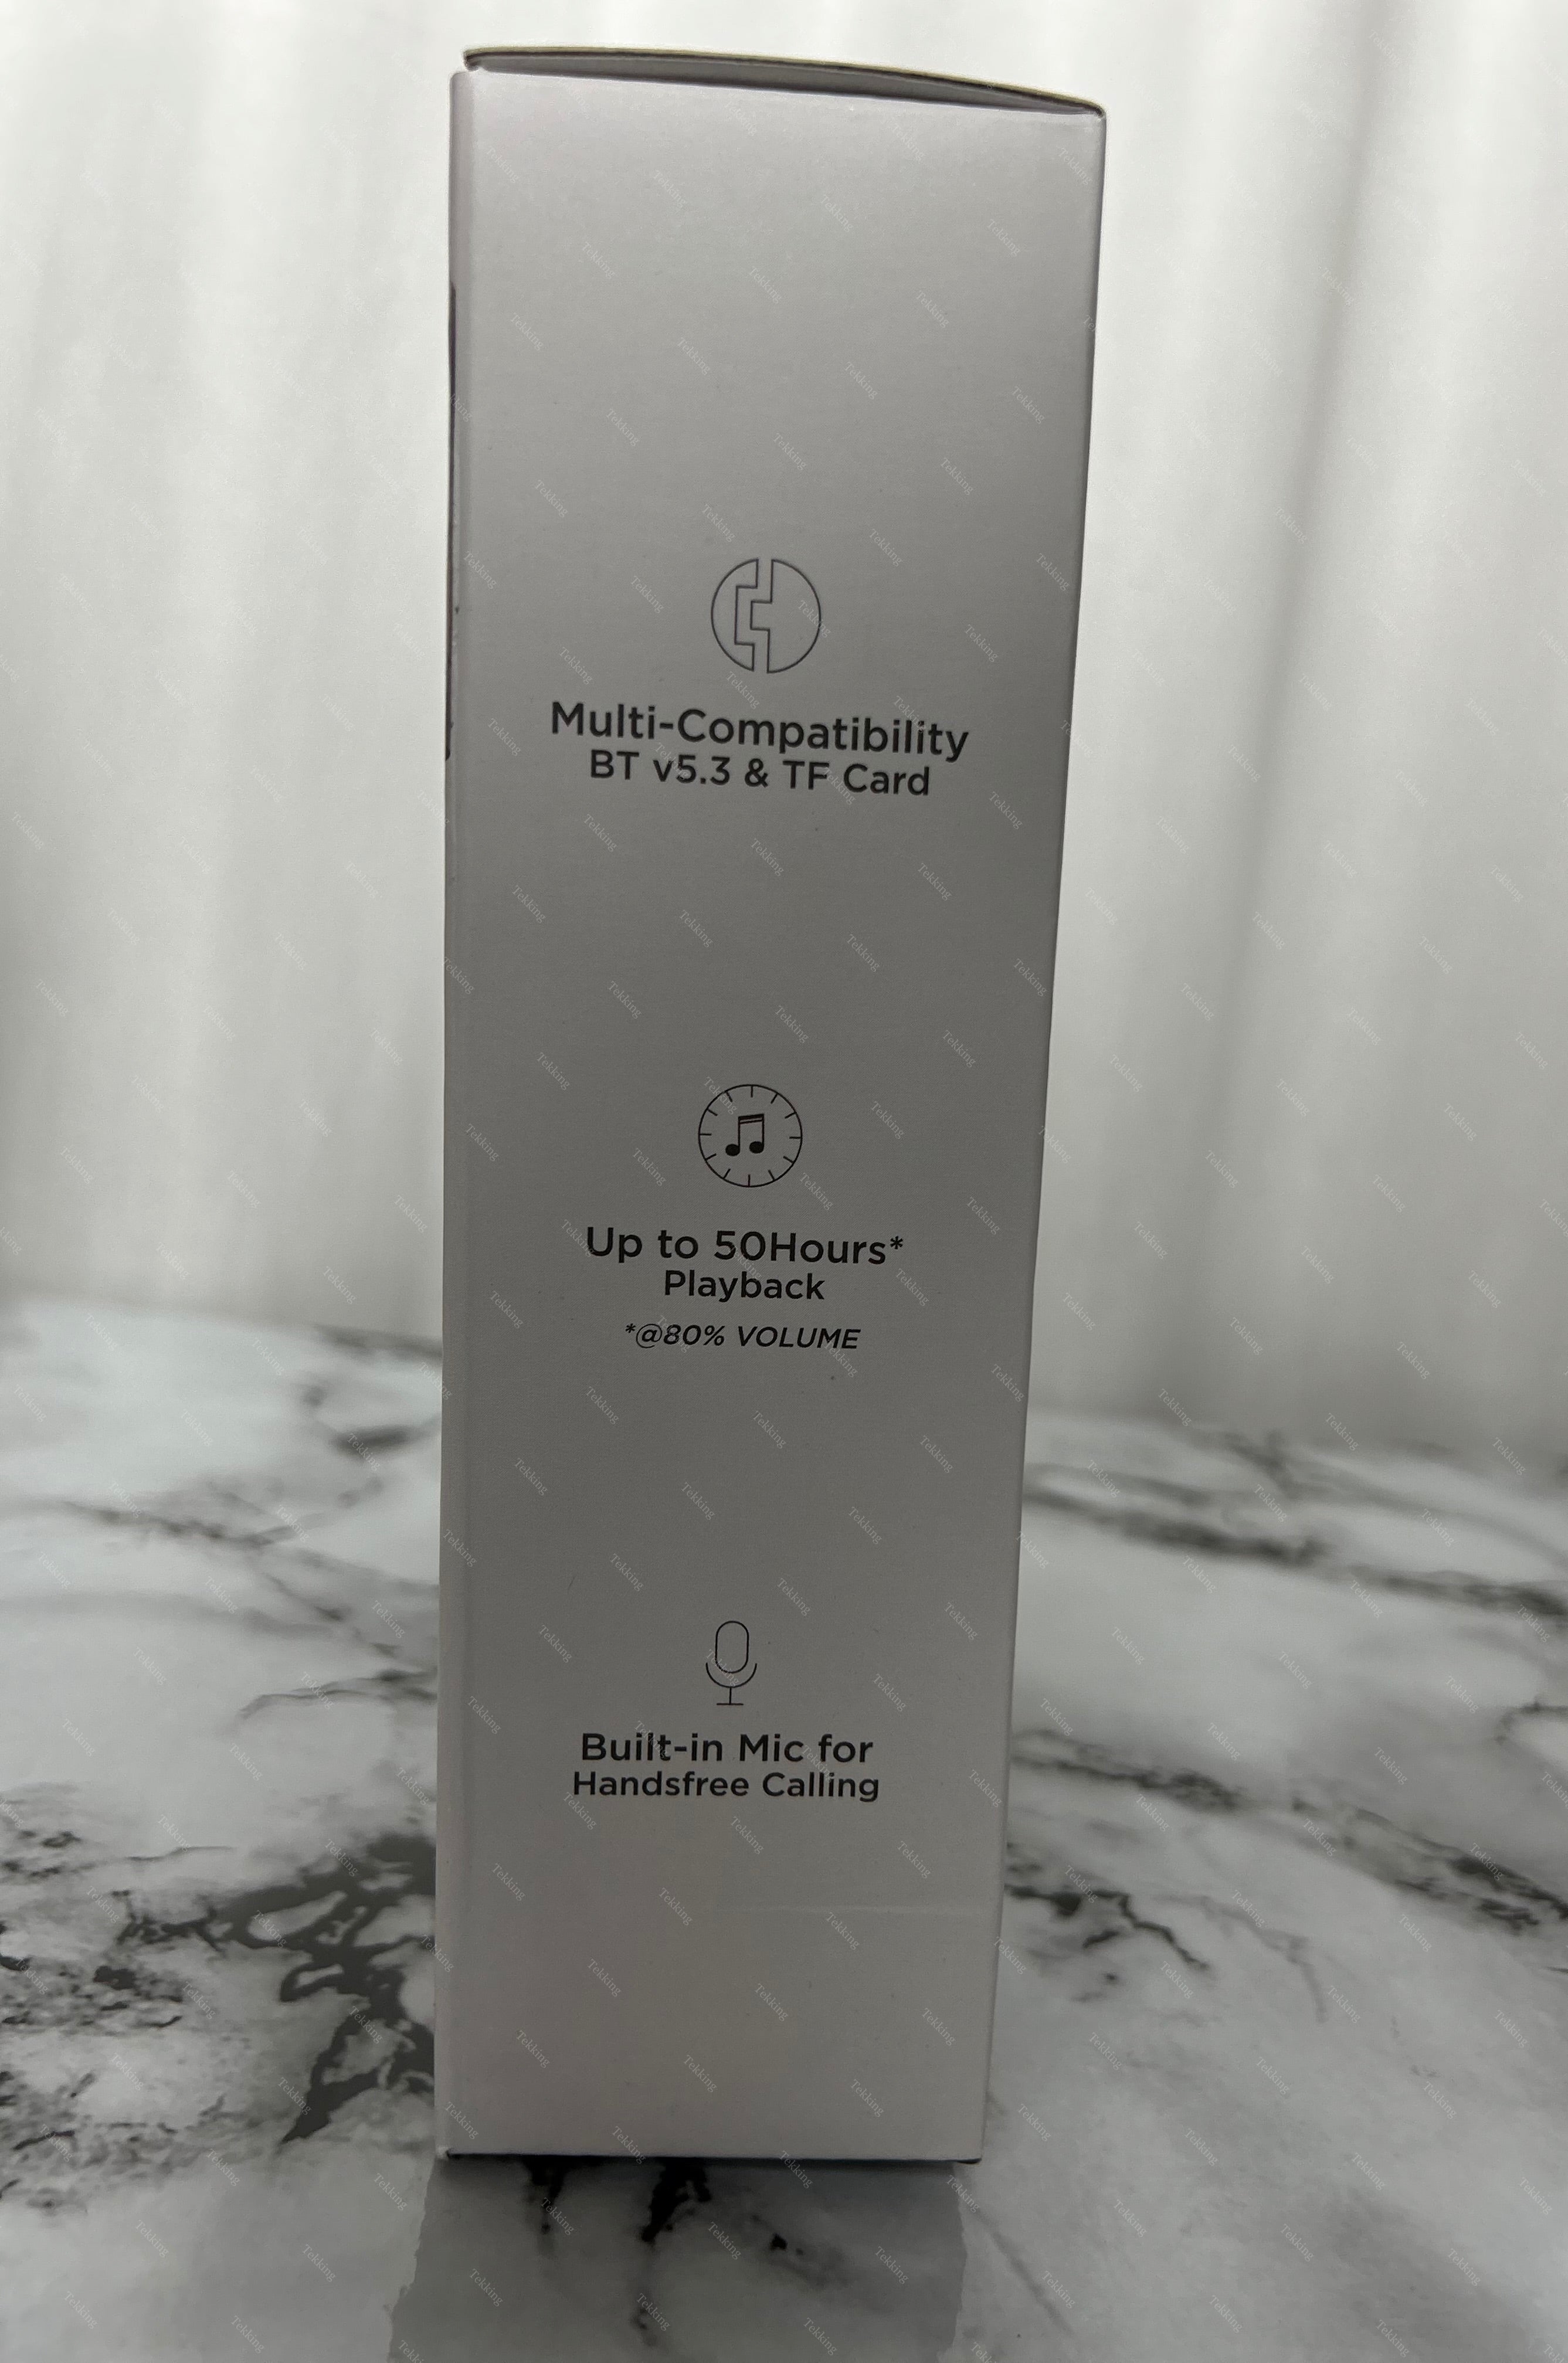 Multi-Compatibility
BT v5.3 & TF Card
Up to 50Hours*
Playback
*@80% VOLUME
Built-in Mic for
Handsfree Calling
Tekking